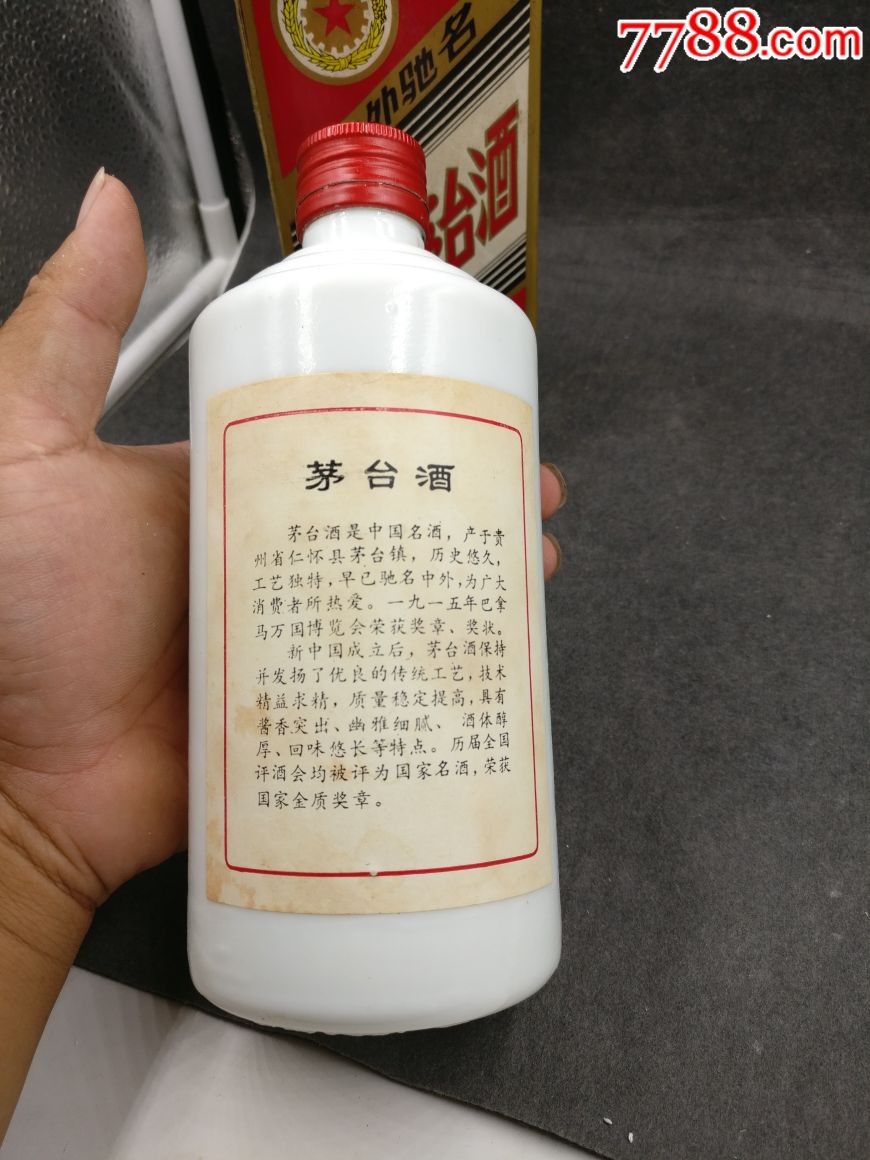 7788.com
外驰名
台酒
茅台酒
茅台酒是中国名酒，产于贵
州省仁怀县茅台镇，历史悠久，
工艺独特，早已驰名中外，为广大
消费者所热爱。一九一五年巴拿
马万国博览会荣获奖章、奖状。
新中国成立后，茅台酒保持
并发扬了优良的传统工艺，技术
精益求精，质量稳定提高，具有
酱香突出、幽雅细腻、酒体醇
厚、回味悠长等特点。历届全国
评酒会均被评为国家名酒，荣获
国家金质奖章。